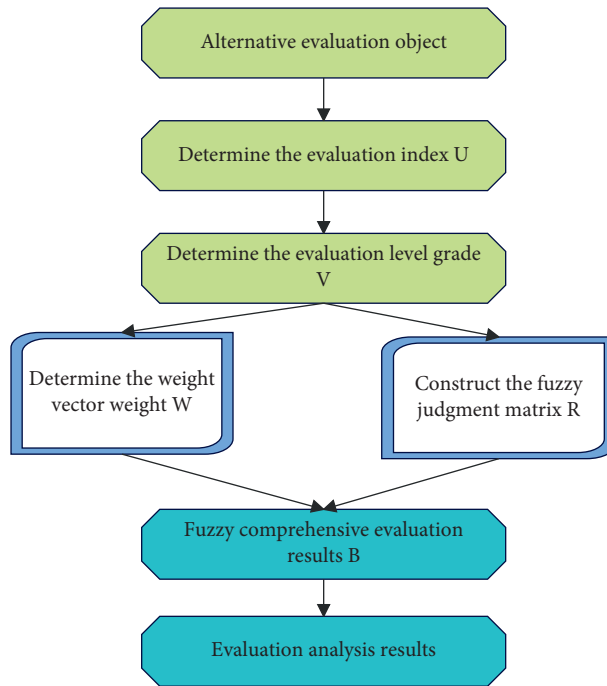 Alternative evaluation object
Determine the evaluation index U
Determine the evaluation level grade
V
Determine the weight
vector weight W
Construct the fuzzy
judgment matrix R
Fuzzy comprehensive evaluation
results B
Evaluation analysis results